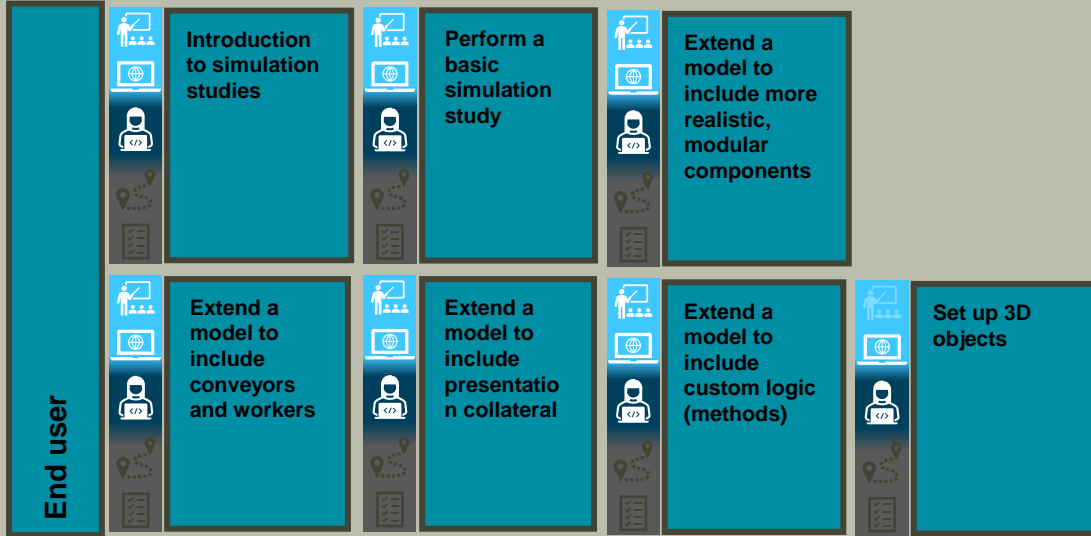 End user
Introduction
to simulation
studies
Perform a
basic
simulation
study
Extend a
model to
include more
realistic,
modular
components
Extend a
model to
include
conveyors
and workers
Extend a
model to
include
presentatio
n collateral
Extend a
model to
include
custom logic
(methods)
Set up 3D
objects